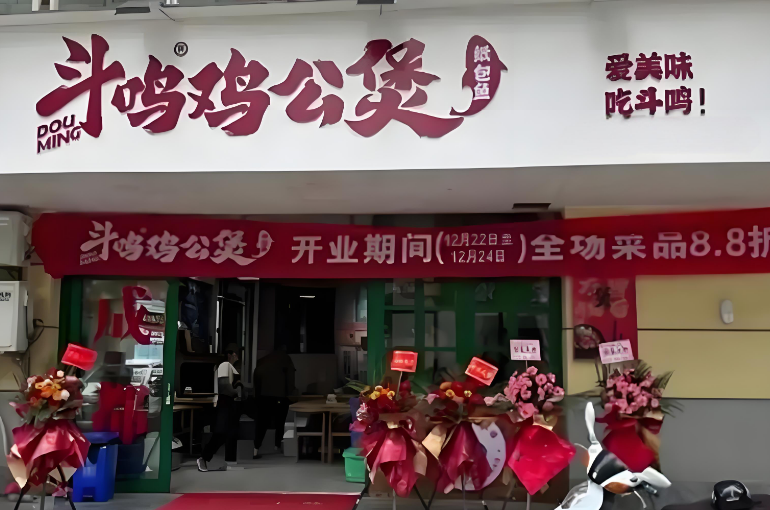 斗鸣鸡公煲
纸包鱼
DOU
MING
爱美味
吃斗鸣！
斗鸣鸡公煲 开业期间(12月22日至
12月24日)全场菜品8.8折